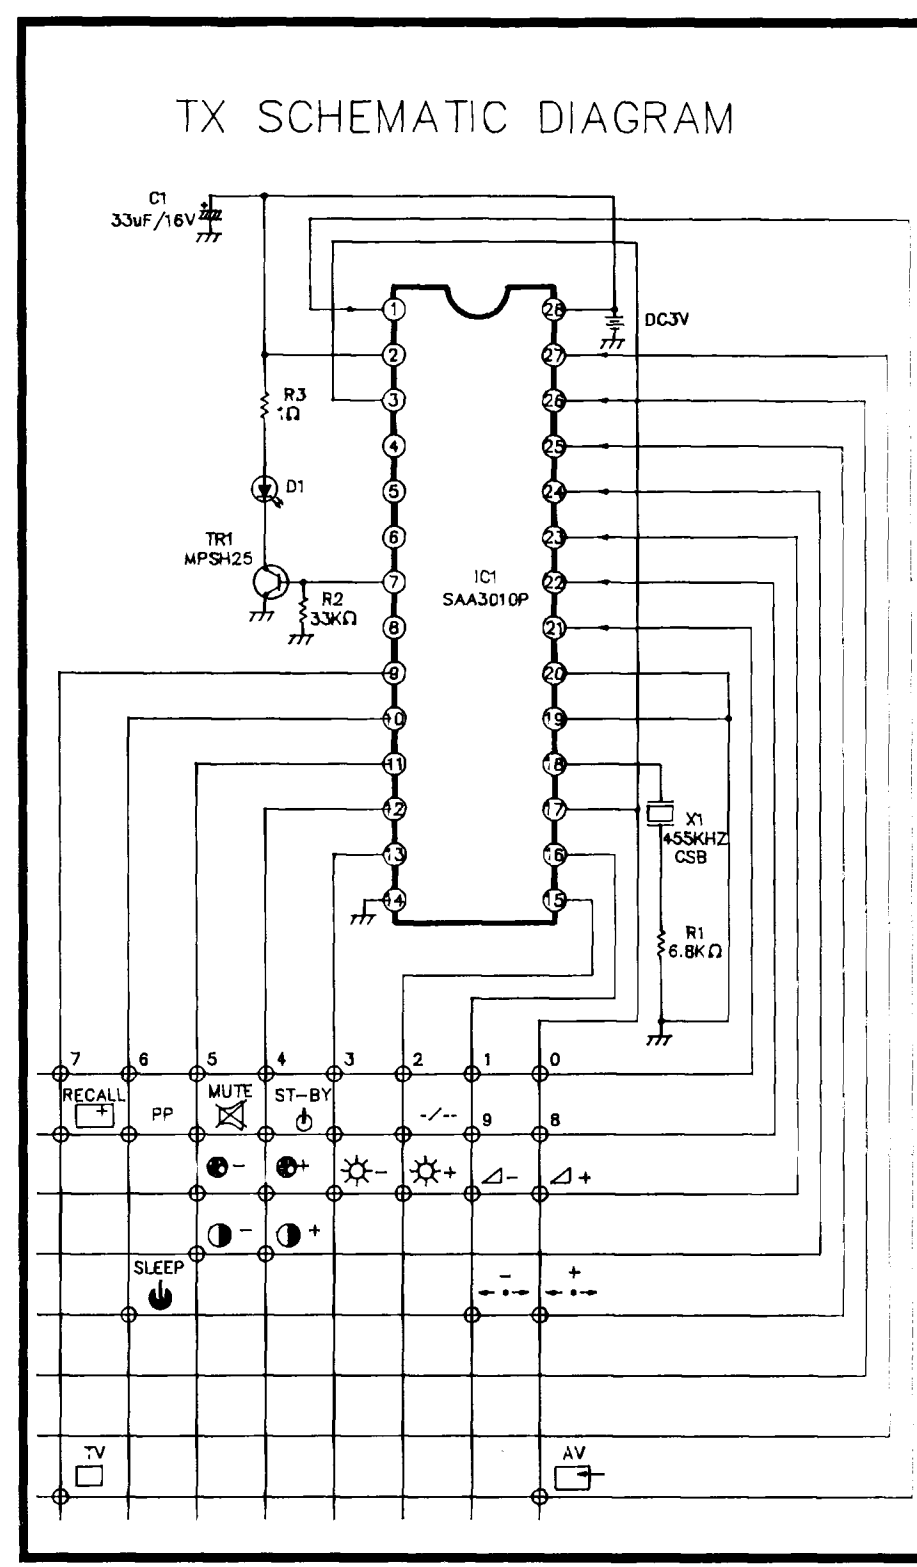 TX SCHEMATIC DIAGRAM
C1
33uF/16V
1
28
DC3V
2
27
R3
1Ω
3
26
4
25
D1
5
24
TR1
MPSH25
6
23
7
22
IC1
SAA3010P
R2
33KΩ
8
21
9
20
10
19
11
18
12
17
X1
455KHZ
CSB
13
16
14
15
R1
6.8KΩ
7 6 5 4 3 2 1 0
RECALL
+
PP
MUTE
ST-BY
-/--
9
8
- + - + - +
- +
SLEEP
- +
TV
AV